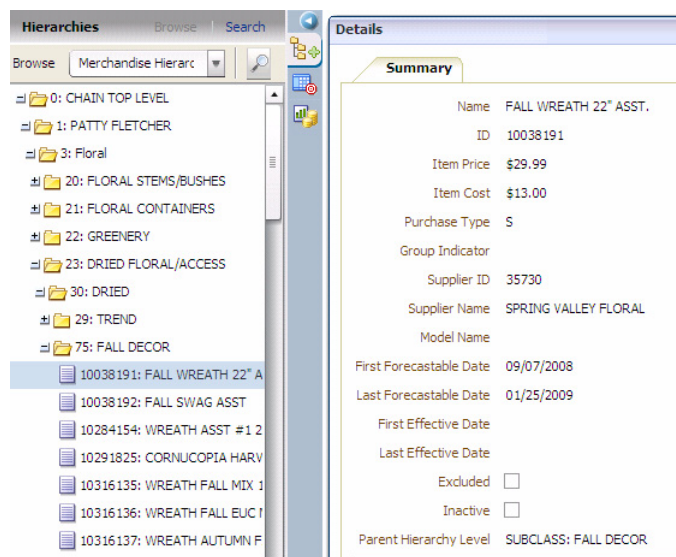 Hierarchies Browse Search
Browse Merchandise Hierarc
0: CHAIN TOP LEVEL
1: PATTY FLETCHER
3: Floral
20: FLORAL STEMS/BUSHES
21: FLORAL CONTAINERS
22: GREENERY
23: DRIED FLORAL/ACCESS
30: DRIED
29: TREND
75: FALL DECOR
10038191: FALL WREATH 22" A
10038192: FALL SWAG ASST
10284154: WREATH ASST #1 2
10291825: CORNUCOPIA HARV
10316135: WREATH FALL MIX 1
10316136: WREATH FALL EUC
10316137: WREATH AUTUMN F
Details
Summary
Name FALL WREATH 22" ASST.
ID 10038191
Item Price $29.99
Item Cost $13.00
Purchase Type S
Group Indicator
Supplier ID 35730
Supplier Name SPRING VALLEY FLORAL
Model Name
First Forecastable Date 09/07/2008
Last Forecastable Date 01/25/2009
First Effective Date
Last Effective Date
Excluded
Inactive
Parent Hierarchy Level SUBCLASS: FALL DECOR